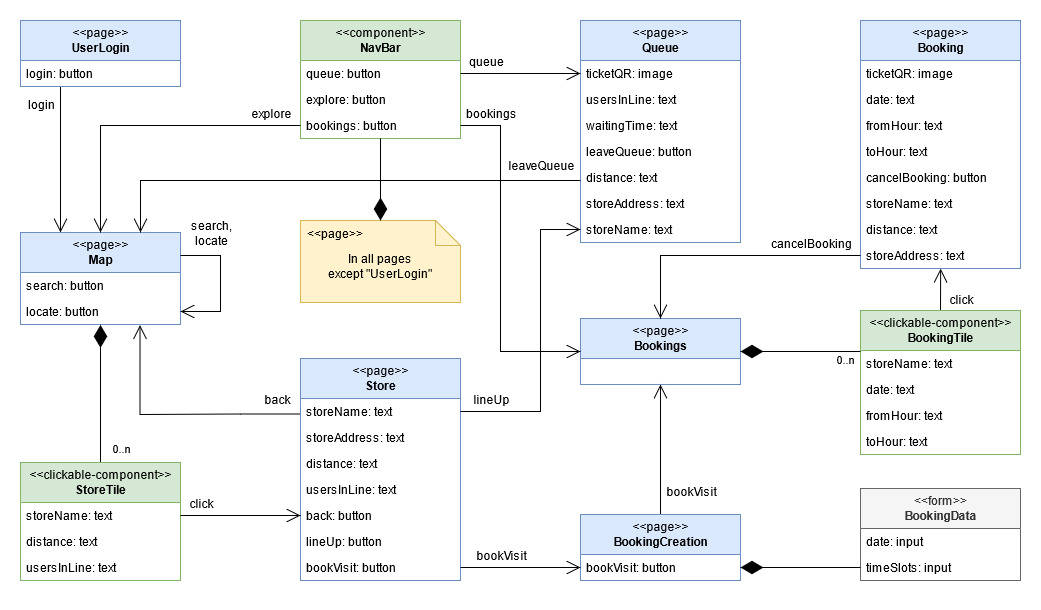 <<page>>
UserLogin
login: button
login
<<component>>
NavBar
queue: button
explore: button
bookings: button
queue
explore
bookings
<<page>>
Queue
ticketQR: image
usersInLine: text
waitingTime: text
leaveQueue: button
distance: text
storeAddress: text
storeName: text
leaveQueue
<<page>>
Booking
ticketQR: image
date: text
fromHour: text
toHour: text
cancelBooking: button
storeName: text
distance: text
storeAddress: text
cancelBooking
<<page>>
In all pages
except "UserLogin"
<<page>>
Map
search: button
locate: button
search,
locate
<<page>>
Bookings
0..n
click
<<clickable-component>>
BookingTile
storeName: text
date: text
fromHour: text
toHour: text
<<page>>
Store
storeName: text
storeAddress: text
distance: text
usersInLine: text
back: button
lineUp: button
bookVisit: button
back
lineUp
0..n
<<clickable-component>>
StoreTile
storeName: text
distance: text
usersInLine: text
click
bookVisit
bookVisit
<<page>>
BookingCreation
bookVisit: button
<<form>>
BookingData
date: input
timeSlots: input